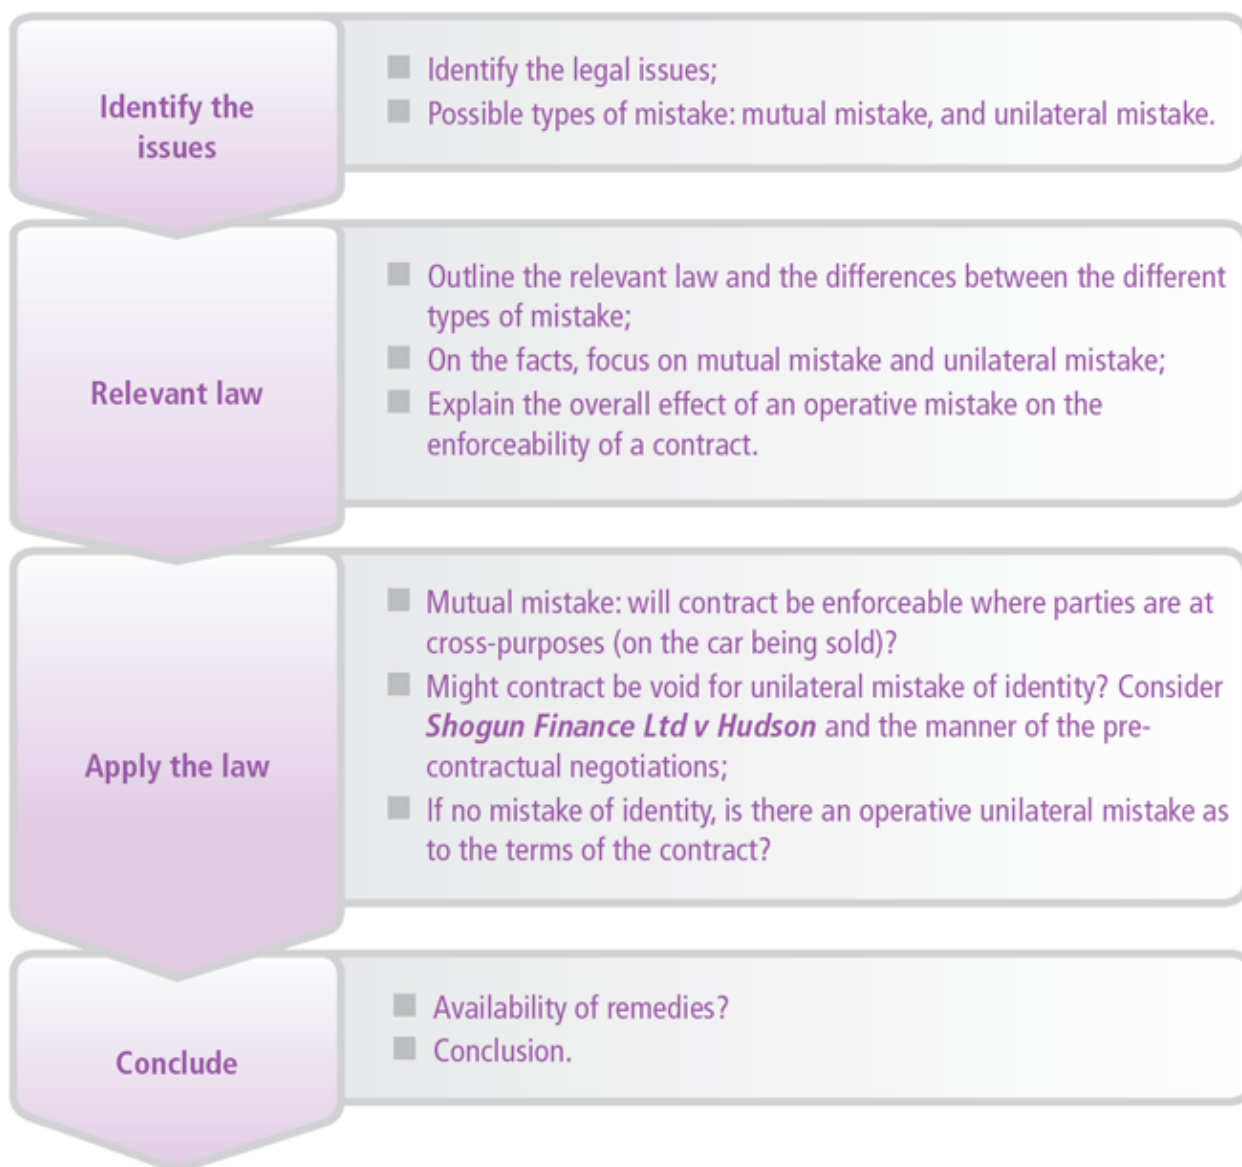 Identify the
issues
Identify the legal issues;
Possible types of mistake: mutual mistake, and unilateral mistake.
Relevant law
Outline the relevant law and the differences between the different
types of mistake;
On the facts, focus on mutual mistake and unilateral mistake;
Explain the overall effect of an operative mistake on the
enforceability of a contract.
Apply the law
Mutual mistake: will contract be enforceable where parties are at
cross-purposes (on the car being sold)?
Might contract be void for unilateral mistake of identity? Consider
Shogun Finance Ltd v Hudson and the manner of the pre-
contractual negotiations;
If no mistake of identity, is there an operative unilateral mistake as
to the terms of the contract?
Conclude
Availability of remedies?
Conclusion.